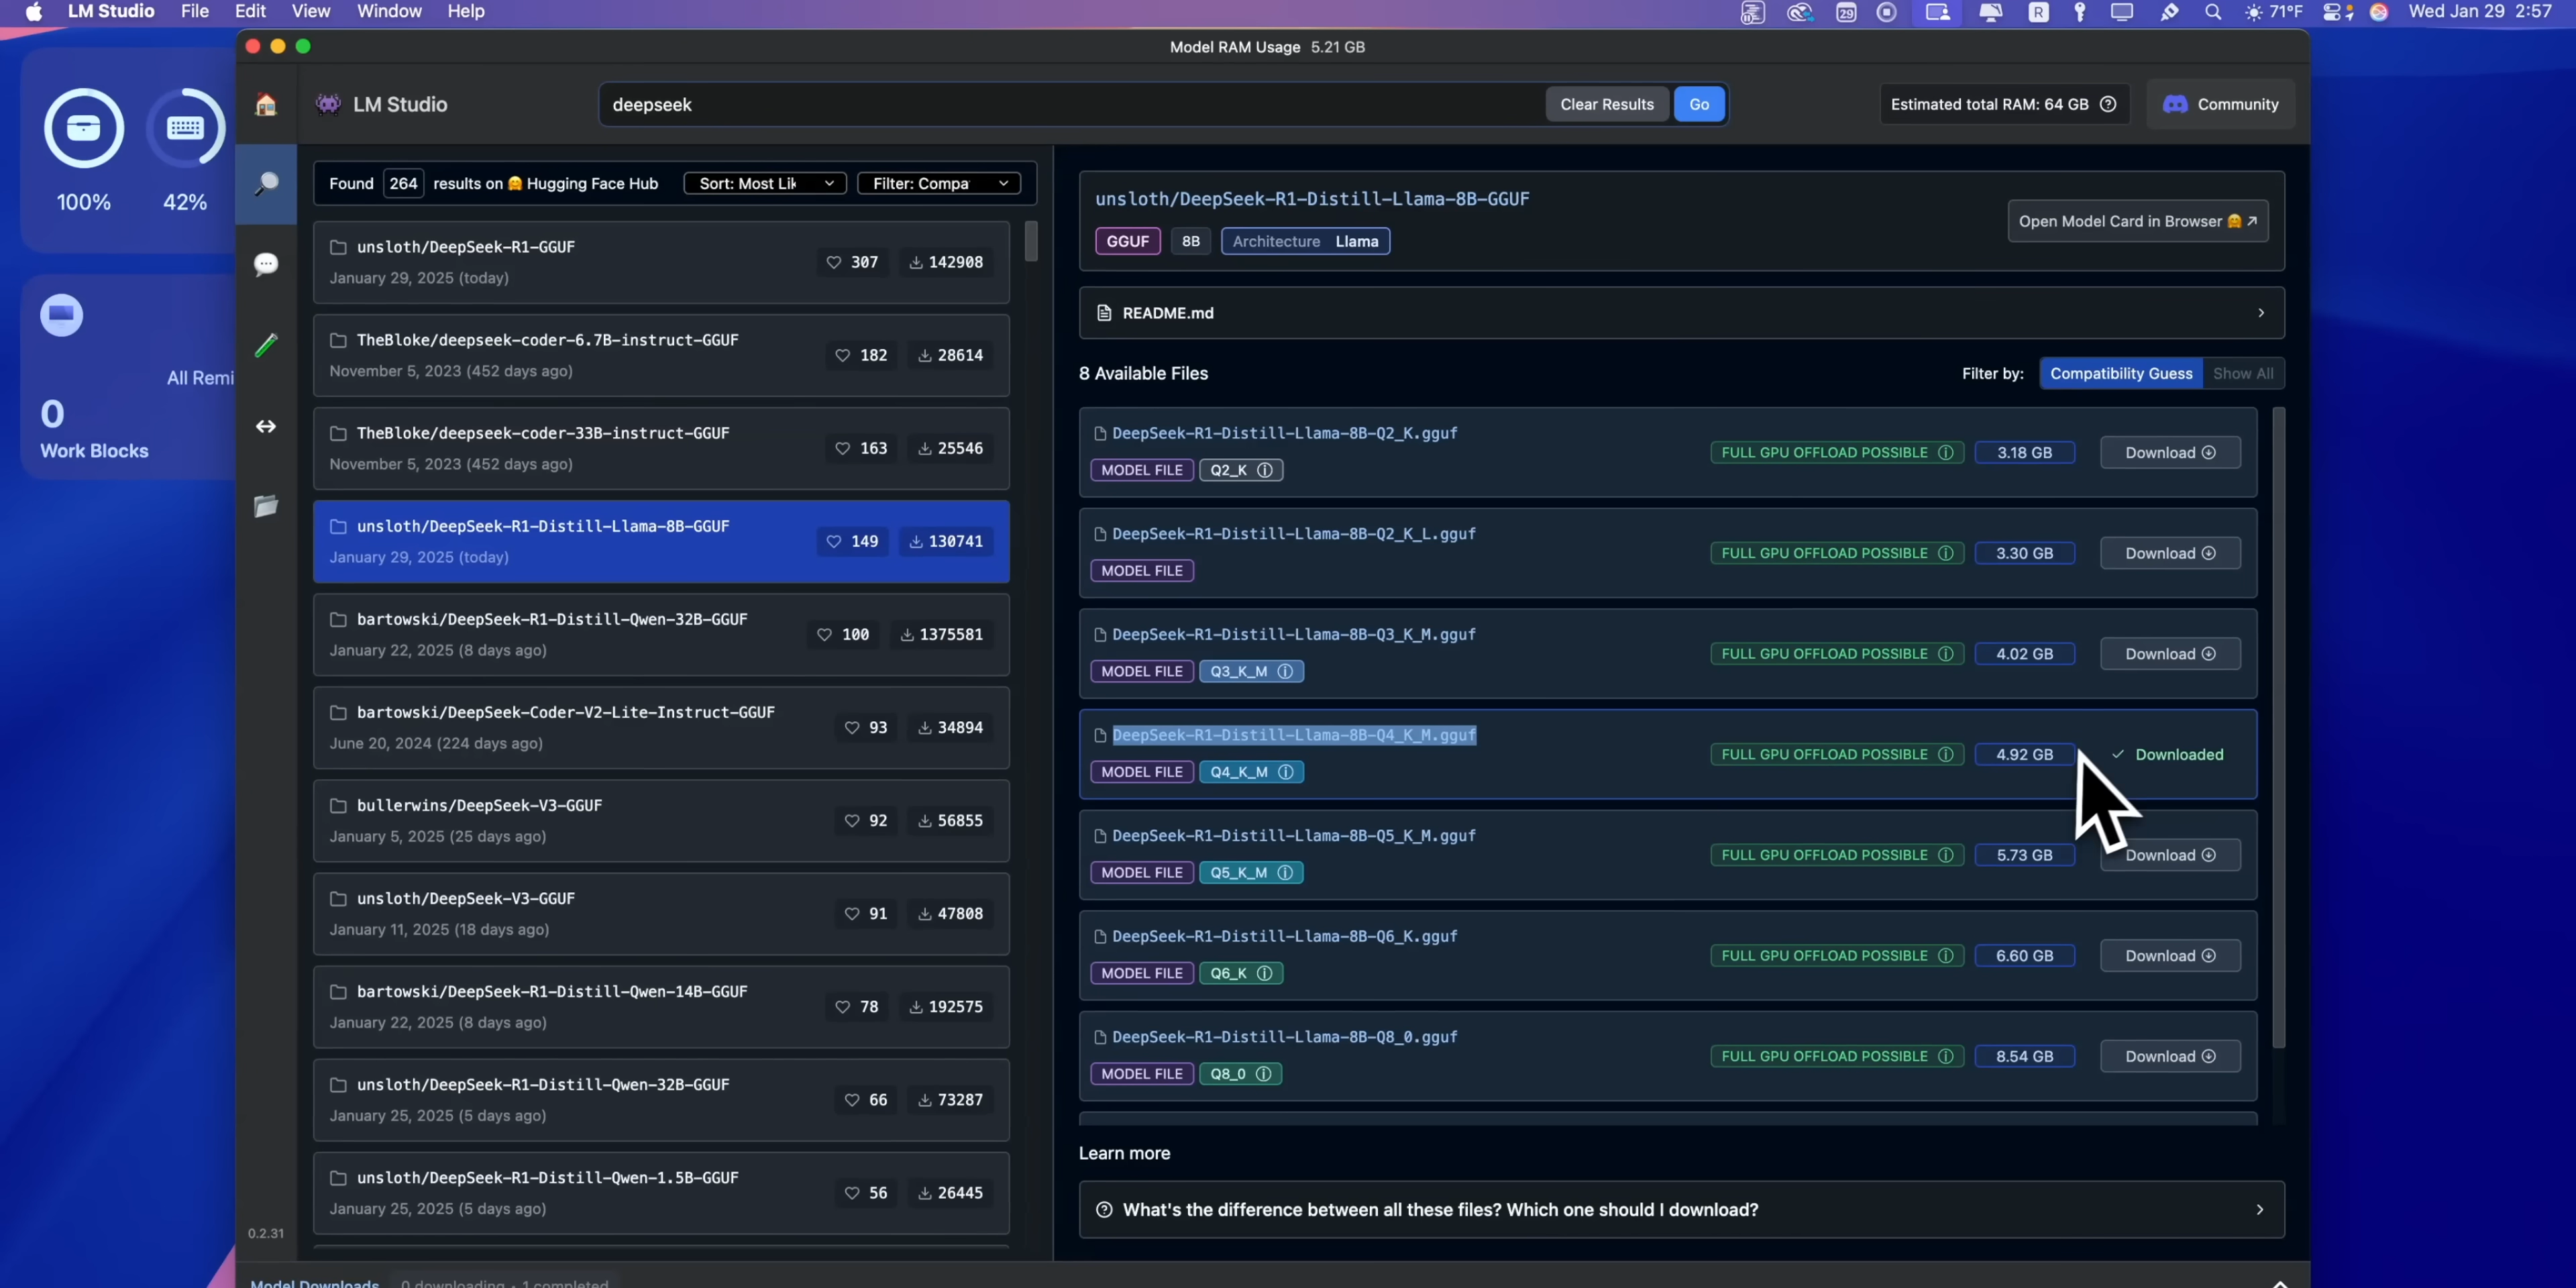 LM Studio File Edit View Window Help
29 R 71°F Wed Jan 29 2:57
Model RAM Usage 5.21 GB
100% 42%
All Remi
0
Work Blocks
LM Studio
deepseek
Clear Results Go
Estimated total RAM: 64 GB
Community
Found 264 results on Hugging Face Hub
Sort: Most Lik
Filter: Compa
unsloth/DeepSeek-R1-GGUF
January 29, 2025 (today)
307 142908
TheBloke/deepseek-coder-6.7B-instruct-GGUF
November 5, 2023 (452 days ago)
182 28614
TheBloke/deepseek-coder-33B-instruct-GGUF
November 5, 2023 (452 days ago)
163 25546
unsloth/DeepSeek-R1-Distill-Llama-8B-GGUF
January 29, 2025 (today)
149 130741
bartowski/DeepSeek-R1-Distill-Qwen-32B-GGUF
January 22, 2025 (8 days ago)
100 1375581
bartowski/DeepSeek-Coder-V2-Lite-Instruct-GGUF
June 20, 2024 (224 days ago)
93 34894
bullerwins/DeepSeek-V3-GGUF
January 5, 2025 (25 days ago)
92 56855
unsloth/DeepSeek-V3-GGUF
January 11, 2025 (18 days ago)
91 47808
bartowski/DeepSeek-R1-Distill-Qwen-14B-GGUF
January 22, 2025 (8 days ago)
78 192575
unsloth/DeepSeek-R1-Distill-Qwen-32B-GGUF
January 25, 2025 (5 days ago)
66 73287
unsloth/DeepSeek-R1-Distill-Qwen-1.5B-GGUF
January 25, 2025 (5 days ago)
56 26445
0.2.31
unsloth/DeepSeek-R1-Distill-Llama-8B-GGUF
GGUF 8B Architecture Llama
Open Model Card in Browser
README.md
8 Available Files
Filter by: Compatibility Guess Show All
DeepSeek-R1-Distill-Llama-8B-Q2_K.gguf
MODEL FILE Q2_K
FULL GPU OFFLOAD POSSIBLE 3.18 GB Download
DeepSeek-R1-Distill-Llama-8B-Q2_K_L.gguf
MODEL FILE
FULL GPU OFFLOAD POSSIBLE 3.30 GB Download
DeepSeek-R1-Distill-Llama-8B-Q3_K_M.gguf
MODEL FILE Q3_K_M
FULL GPU OFFLOAD POSSIBLE 4.02 GB Download
DeepSeek-R1-Distill-Llama-8B-Q4_K_M.gguf
MODEL FILE Q4_K_M
FULL GPU OFFLOAD POSSIBLE 4.92 GB Downloaded
DeepSeek-R1-Distill-Llama-8B-Q5_K_M.gguf
MODEL FILE Q5_K_M
FULL GPU OFFLOAD POSSIBLE 5.73 GB Download
DeepSeek-R1-Distill-Llama-8B-Q6_K.gguf
MODEL FILE Q6_K
FULL GPU OFFLOAD POSSIBLE 6.60 GB Download
DeepSeek-R1-Distill-Llama-8B-Q8_0.gguf
MODEL FILE Q8_0
FULL GPU OFFLOAD POSSIBLE 8.54 GB Download
Learn more
What's the difference between all these files? Which one should I download?
Model Downloads 0 downloading · 1 completed